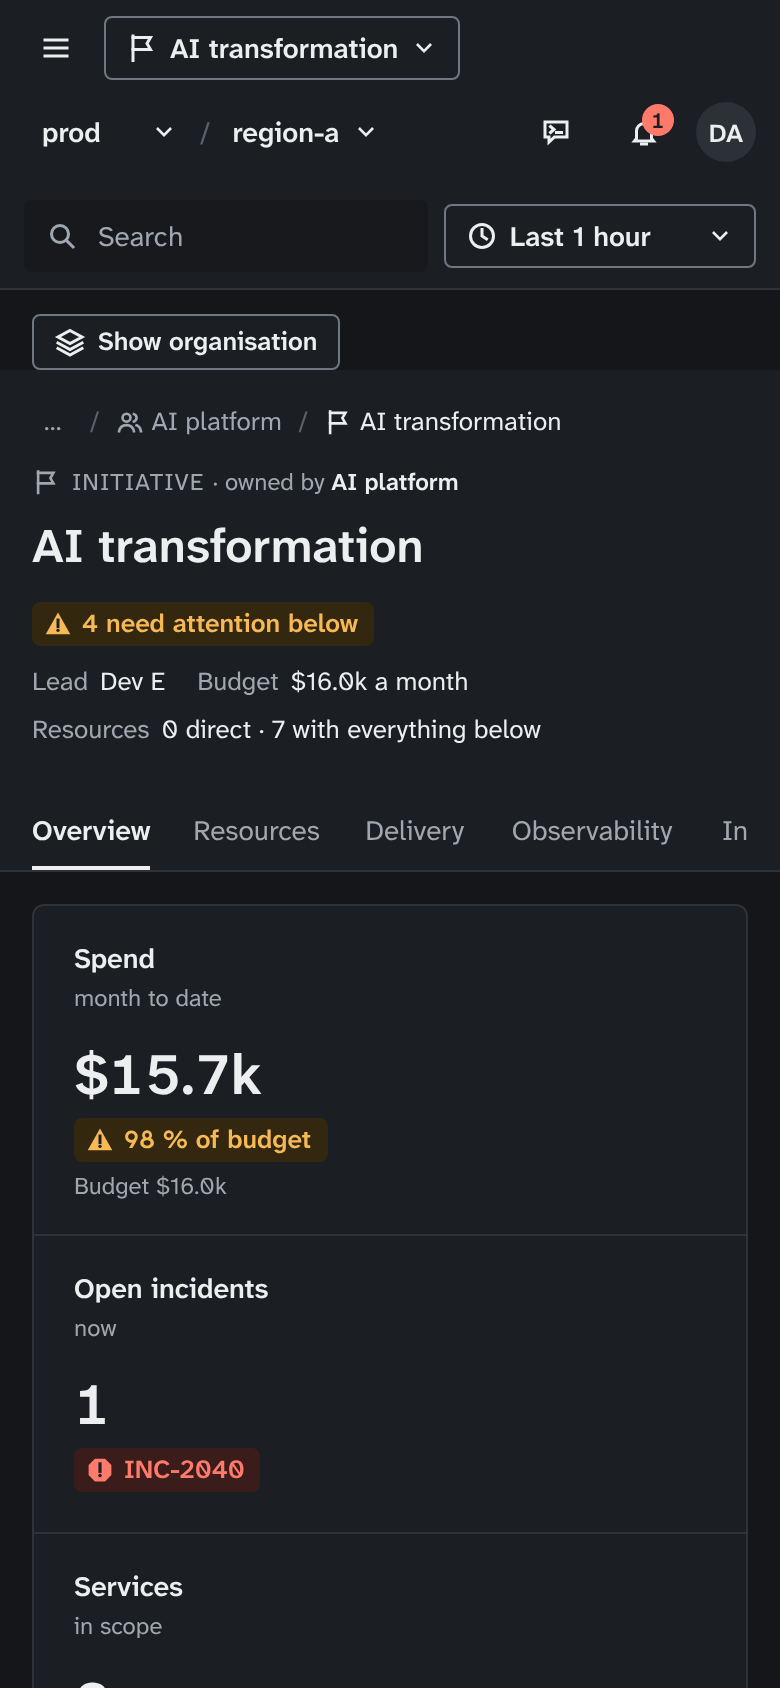 AI transformation
prod / region-a
1
DA
Search
Last 1 hour
Show organisation
... / AI platform / AI transformation
INITIATIVE · owned by AI platform
AI transformation
4 need attention below
Lead Dev E Budget $16.0k a month
Resources 0 direct · 7 with everything below
Overview Resources Delivery Observability In
Spend
month to date
$15.7k
98 % of budget
Budget $16.0k
Open incidents
now
1
INC-2040
Services
in scope